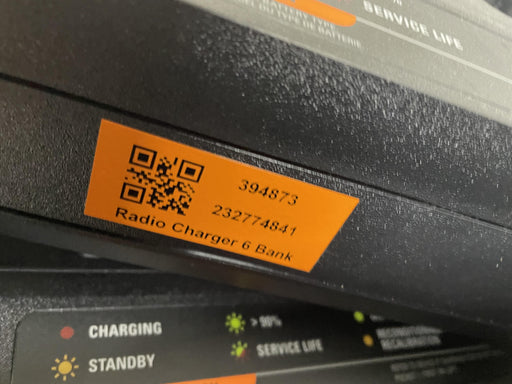 SERVICE LIFE
394873
232774841
Radio Charger 6 Bank
CHARGING
> 90%
STANDBY
SERVICE LIFE